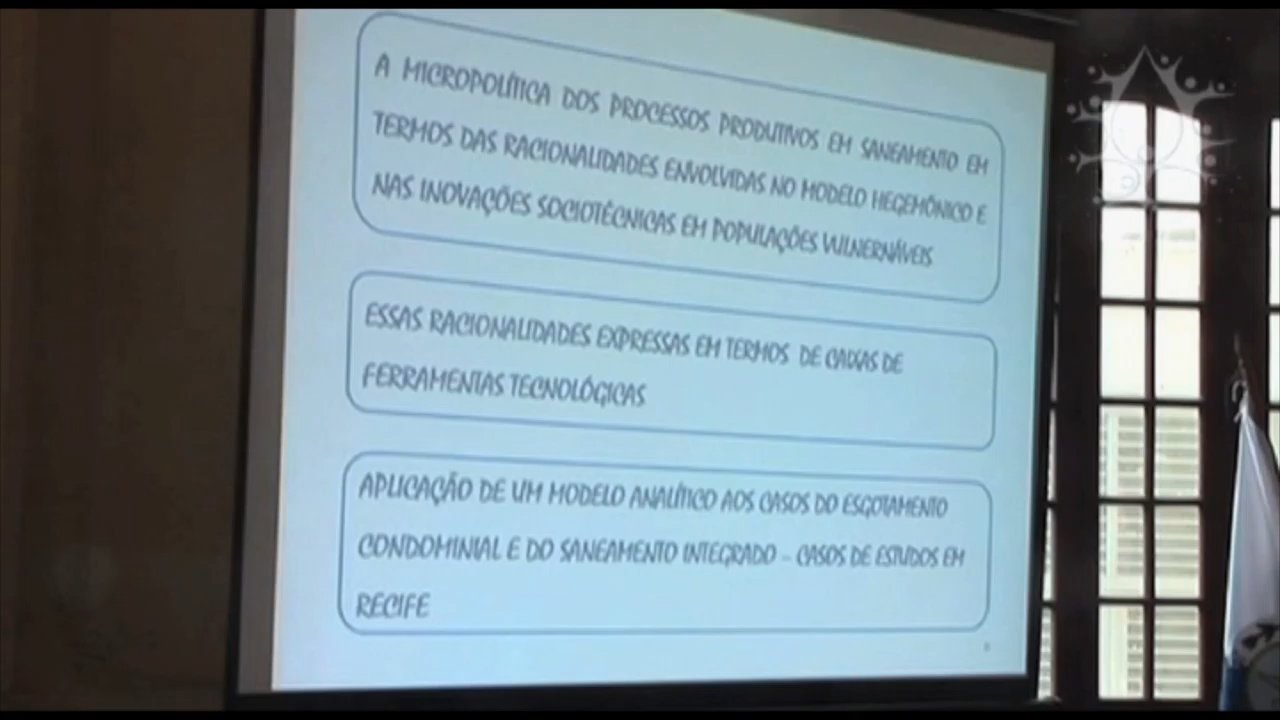 A MICROPOLÍTICA DOS PROCESSOS PRODUTIVOS EM SANEAMENTO EM
TERMOS DAS RACIONALIDADES ENVOLVIDAS NO MODELO HEGEMÔNICO E
NAS INOVAÇÕES SOCIOTÉCNICAS EM POPULAÇÕES VULNERÁVEIS
ESSAS RACIONALIDADES EXPRESSAS EM TERMOS DE CAIXAS DE
FERRAMENTAS TECNOLÓGICAS
APLICAÇÃO DE UM MODELO ANALÍTICO AOS CASOS DO ESGOTAMENTO
CONDOMINIAL E DO SANEAMENTO INTEGRADO – CASOS DE ESTUDOS EM
RECIFE